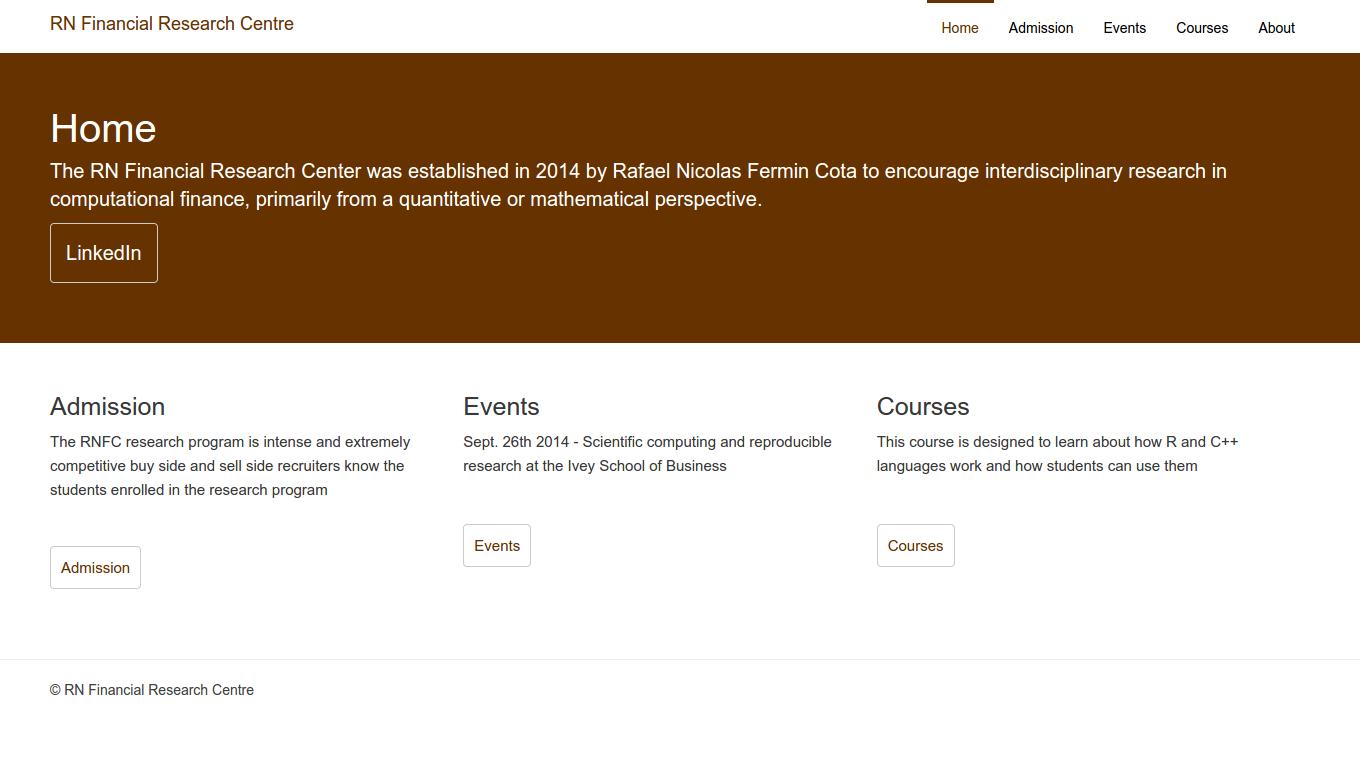 RN Financial Research Centre
Home Admission Events Courses About
Home
The RN Financial Research Center was established in 2014 by Rafael Nicolas Fermin Cota to encourage interdisciplinary research in
computational finance, primarily from a quantitative or mathematical perspective.
LinkedIn
Admission
The RNFC research program is intense and extremely
competitive buy side and sell side recruiters know the
students enrolled in the research program
Admission
Events
Sept. 26th 2014 - Scientific computing and reproducible
research at the Ivey School of Business
Events
Courses
This course is designed to learn about how R and C++
languages work and how students can use them
Courses
© RN Financial Research Centre